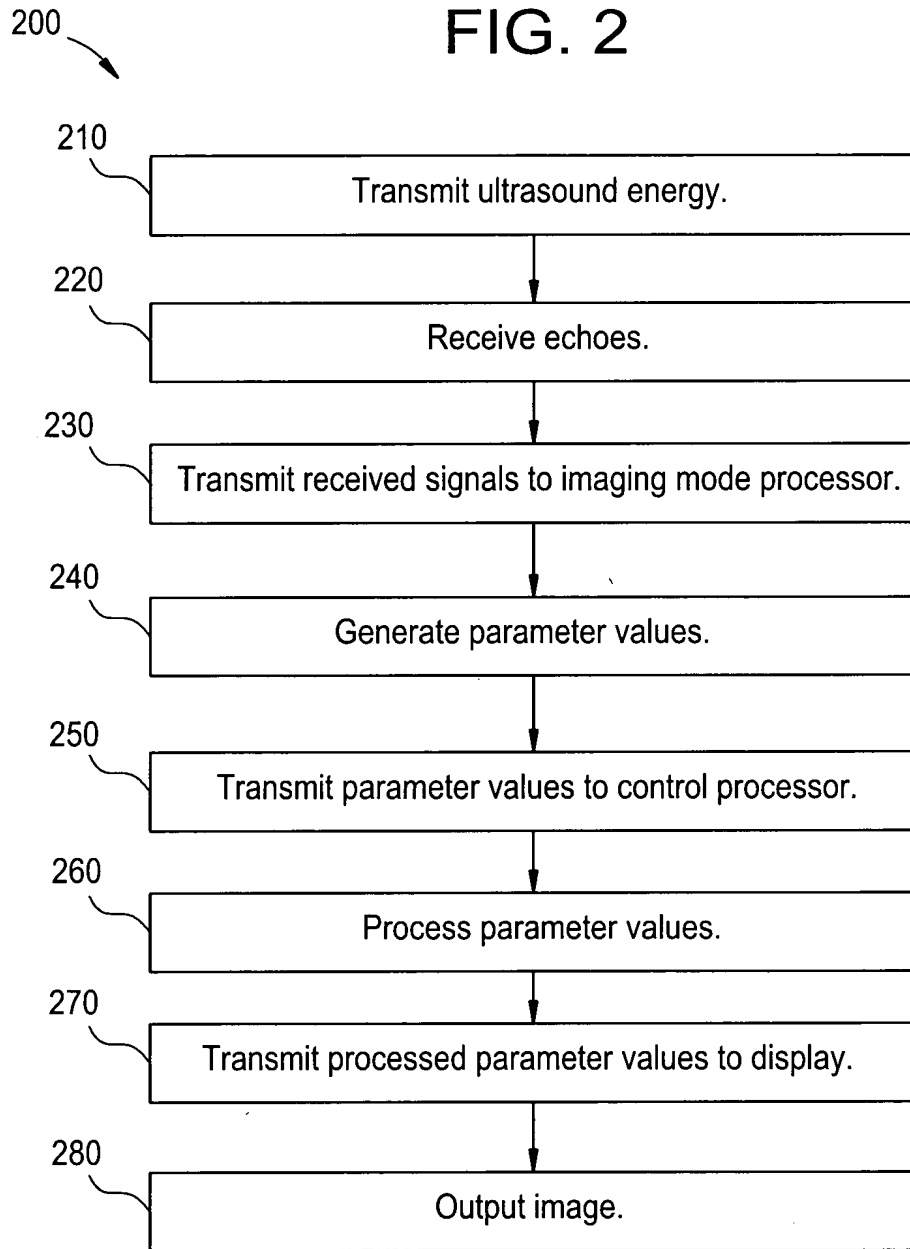 200
FIG. 2
210
Transmit ultrasound energy.
220
Receive echoes.
230
Transmit received signals to imaging mode processor.
240
Generate parameter values.
250
Transmit parameter values to control processor.
260
Process parameter values.
270
Transmit processed parameter values to display.
280
Output image.